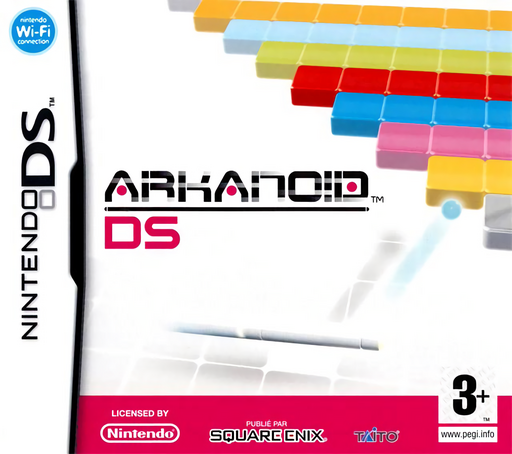 nintendo
Wi-Fi
connection
NINTENDO DS™
ARKANOID™
DS
LICENSED BY
Nintendo
PUBLIÉ PAR
SQUARE ENIX
TAITO
3+
www.pegi.info